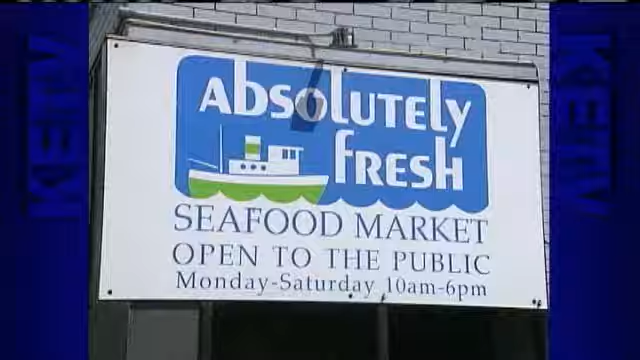 ABSOLUTELY
FRESH
SEAFOOD MARKET
OPEN TO THE PUBLIC
Monday-Saturday 10am-6pm
KETV
KETV